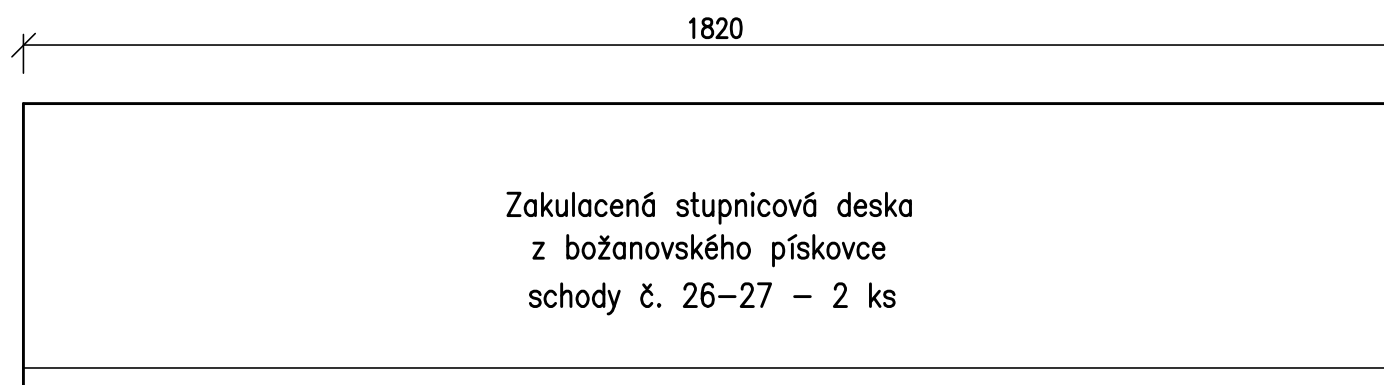 1820
Zakulacená stupnicová deska
z božanovského pískovce
schody č. 26-27 - 2 ks